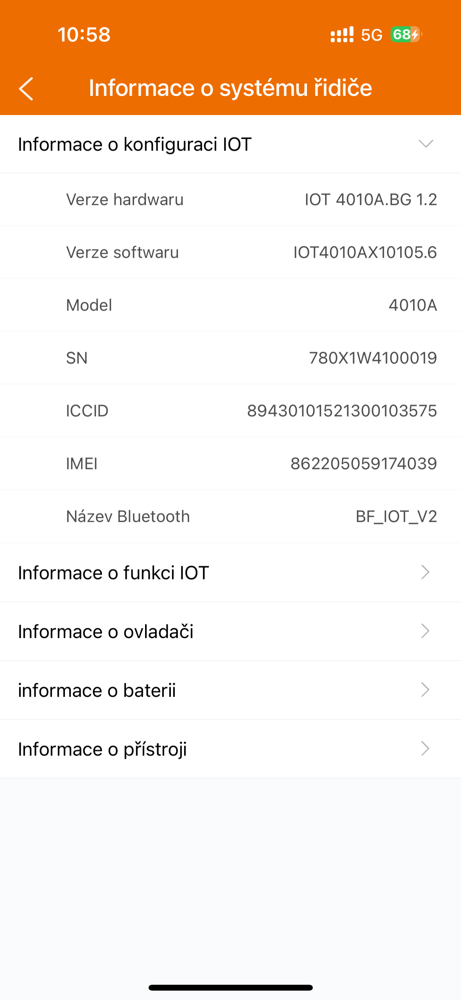 10:58
5G 68
Informace o systému řidiče
Informace o konfiguraci IOT
Verze hardwaru IOT 4010A.BG 1.2
Verze softwaru IOT4010AX10105.6
Model 4010A
SN 780X1W4100019
ICCID 89430101521300103575
IMEI 862205059174039
Název Bluetooth BF_IOT_V2
Informace o funkci IOT
Informace o ovladači
informace o baterii
Informace o přístroji